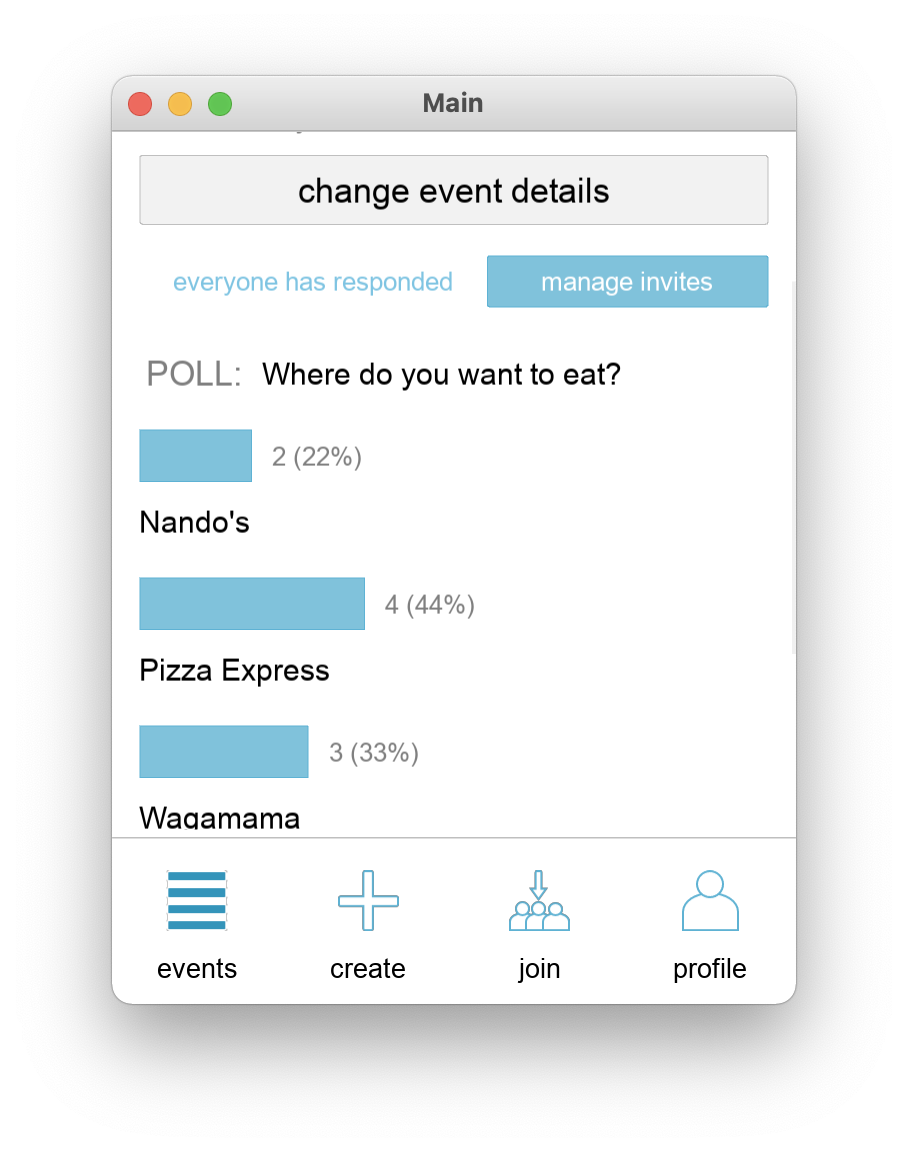 Main
change event details
everyone has responded
manage invites
POLL: Where do you want to eat?
2 (22%)
Nando's
4 (44%)
Pizza Express
3 (33%)
Wagamama
events
create
join
profile